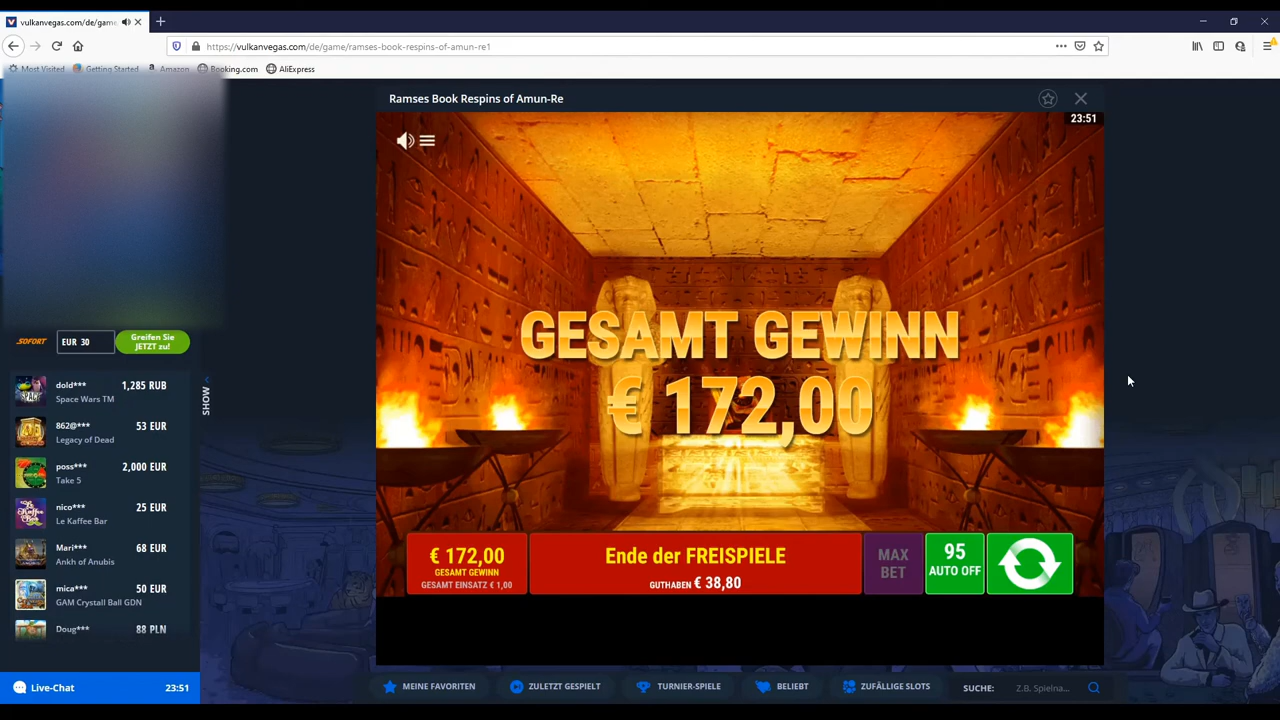 vulkanvegas.com/de/game
https://vulkanvegas.com/de/game/ramses-book-respins-of-amun-re1
Most Visited Getting Started Amazon Booking.com AliExpress
Ramses Book Respins of Amun-Re
23:51
GESAMT GEWINN
€ 172,00
€ 172,00
GESAMT GEWINN
GESAMT EINSATZ € 1,00
Ende der FREISPIELE
GUTHABEN € 38,80
MAX
BET
95
AUTO OFF
SOFORT
EUR 30
Greifen Sie
JETZT zu!
SHOW
dold*** 1,285 RUB
Space Wars TM
862@*** 53 EUR
Legacy of Dead
poss*** 2,000 EUR
Take 5
nico*** 25 EUR
Le Kaffee Bar
Mari*** 68 EUR
Ankh of Anubis
mica*** 50 EUR
GAM Crystall Ball GDN
Doug*** 88 PLN
Live-Chat 23:51
MEINE FAVORITEN ZULETZT GESPIELT TURNIER-SPIELE BELIEBT ZUFÄLLIGE SLOTS SUCHE: Z.B. Spielna...